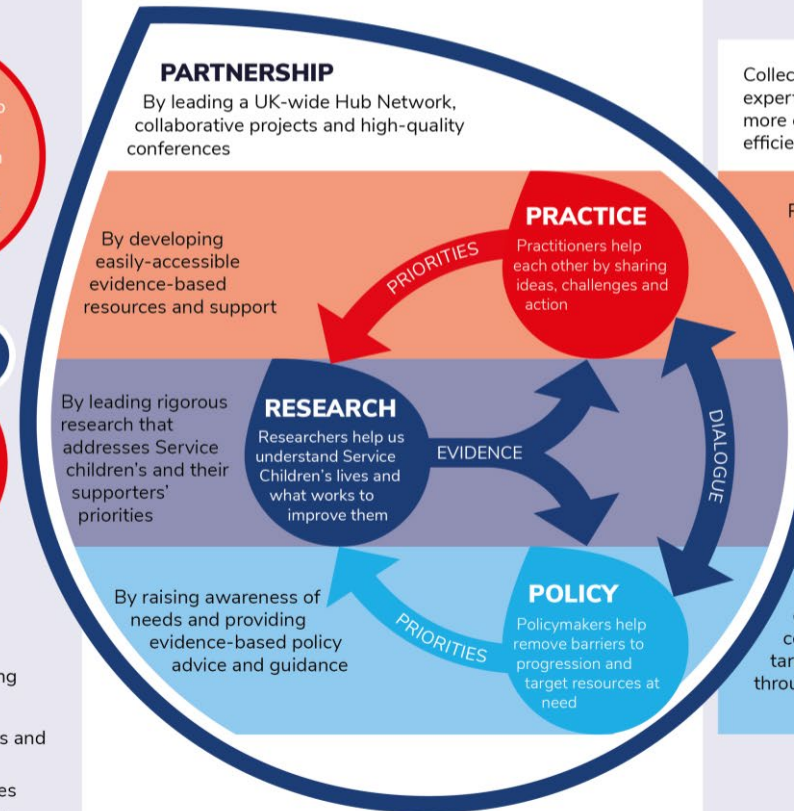 PARTNERSHIP
By leading a UK-wide Hub Network,
collaborative projects and high-quality
conferences
By developing
easily-accessible
evidence-based
resources and support
PRIORITIES
PRACTICE
Practitioners help
each other by sharing
ideas, challenges and
action
By leading rigorous
research that
addresses Service
children's and their
supporters'
priorities
RESEARCH
Researchers help us
understand Service
Children's lives and
what works to
improve them
EVIDENCE
DIALOGUE
By raising awareness of
needs and providing
evidence-based policy
advice and guidance
PRIORITIES
POLICY
Policymakers help
remove barriers to
progression and
target resources at
need
Collec
expert
more
efficie
tar
throu
ng
s and
es